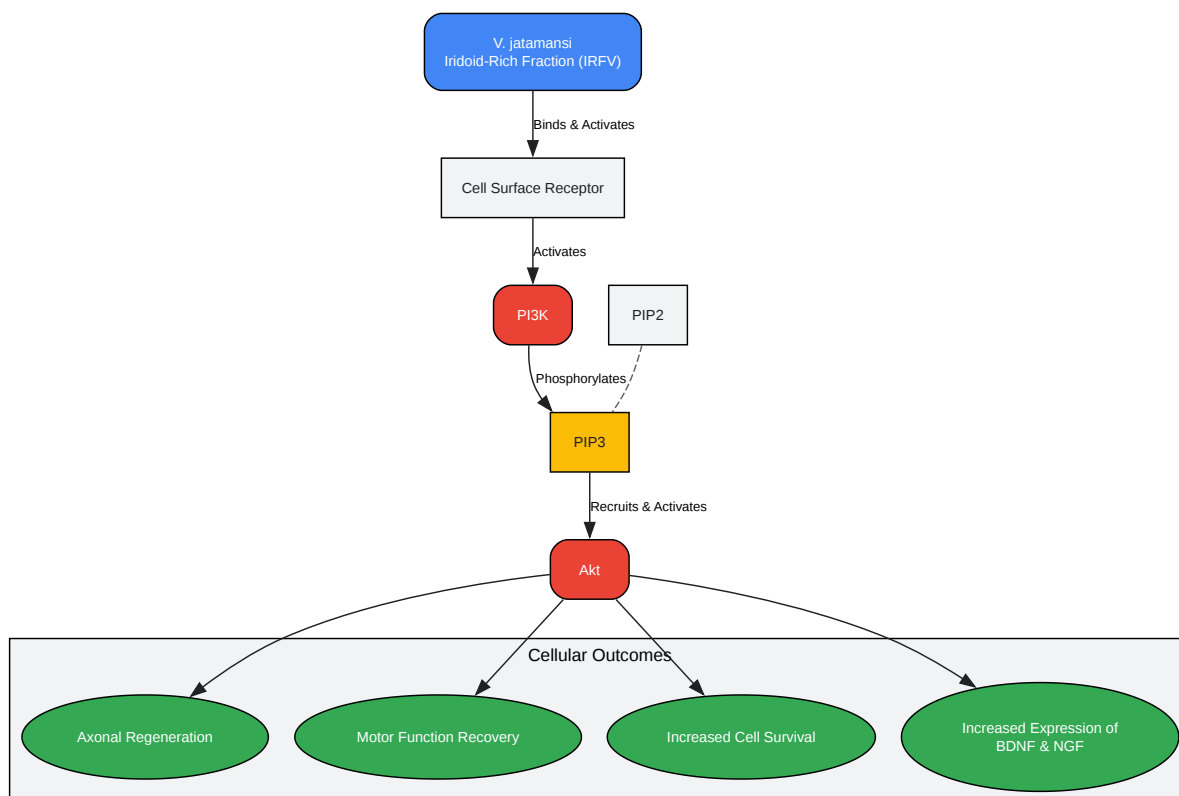 V. jatamansi
Iridoid-Rich Fraction (IRFV)
Binds & Activates
Cell Surface Receptor
Activates
PI3K
PIP2
Phosphorylates
PIP3
Recruits & Activates
Akt
Cellular Outcomes
Axonal Regeneration
Motor Function Recovery
Increased Cell Survival
Increased Expression of
BDNF & NGF